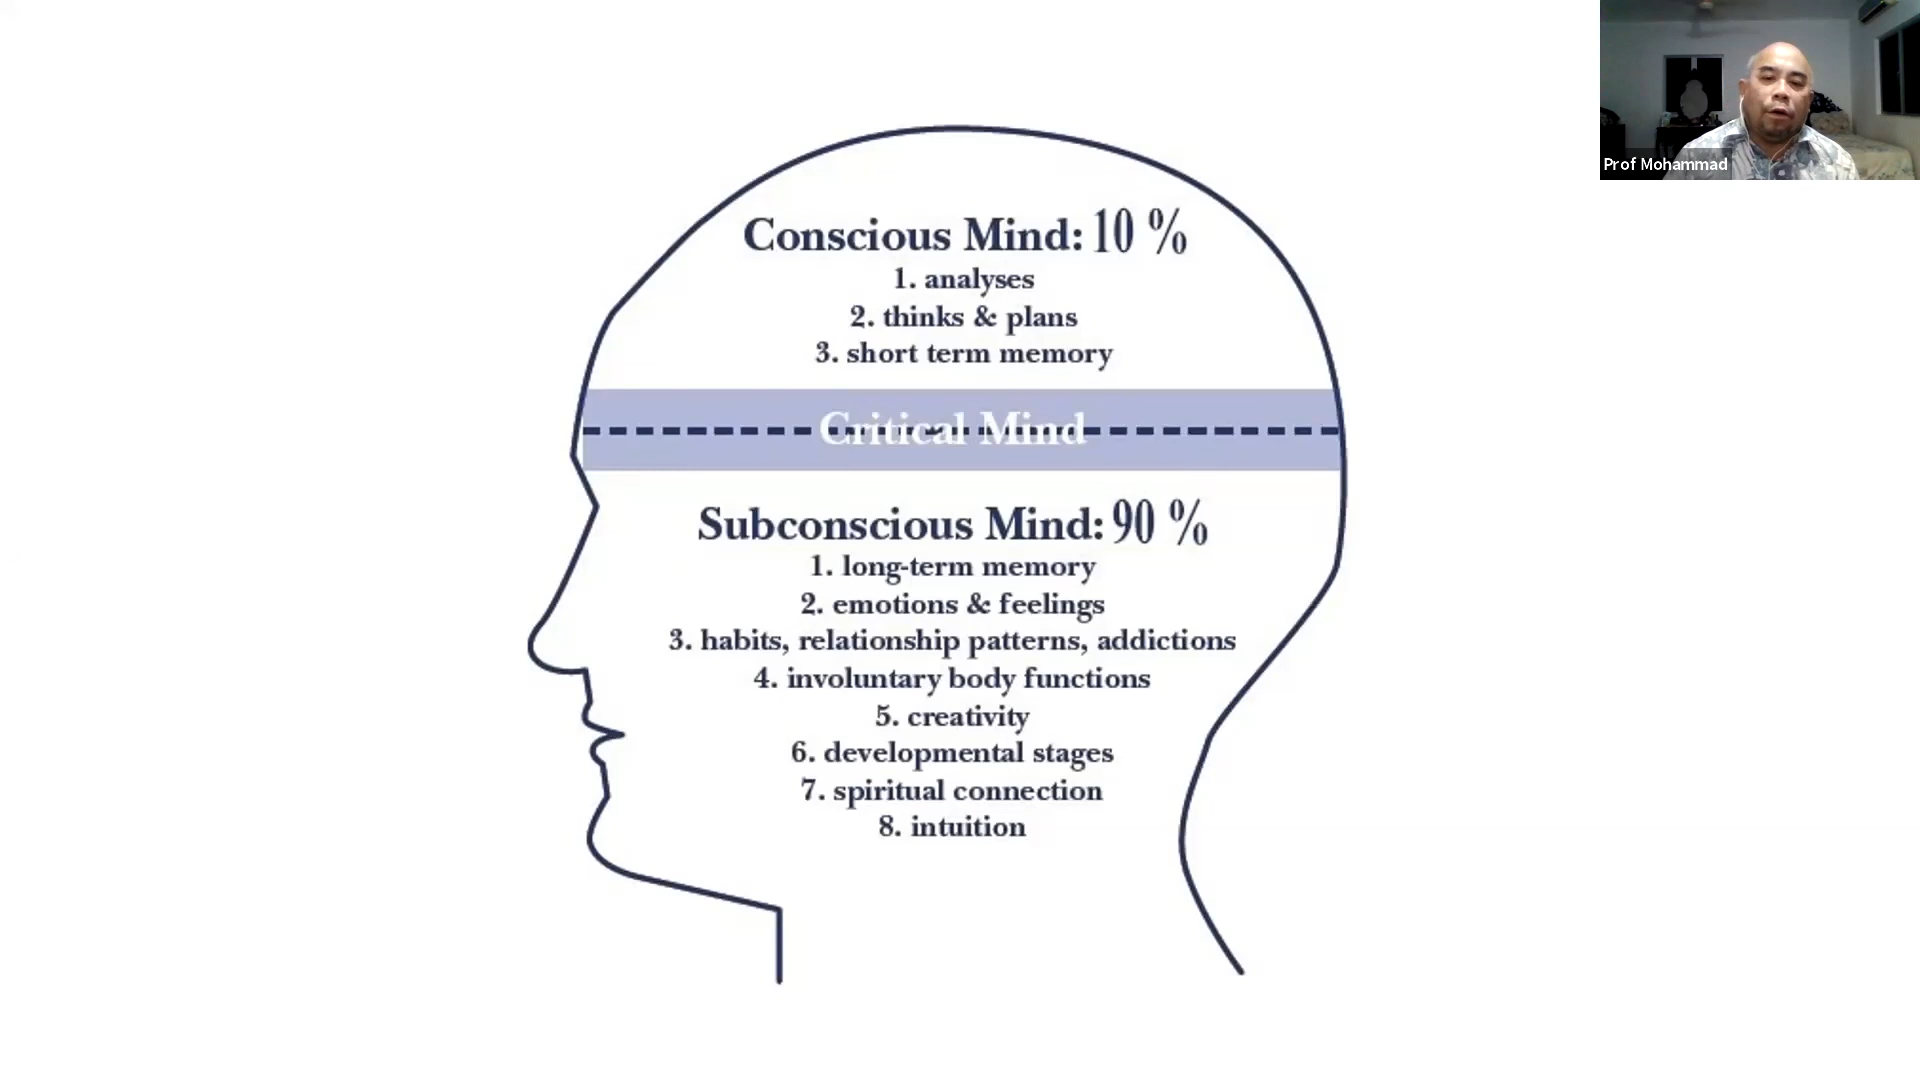 Conscious Mind: 10 %
1. analyses
2. thinks & plans
3. short term memory
Critical Mind
Subconscious Mind: 90 %
1. long-term memory
2. emotions & feelings
3. habits, relationship patterns, addictions
4. involuntary body functions
5. creativity
6. developmental stages
7. spiritual connection
8. intuition
Prof Mohammad